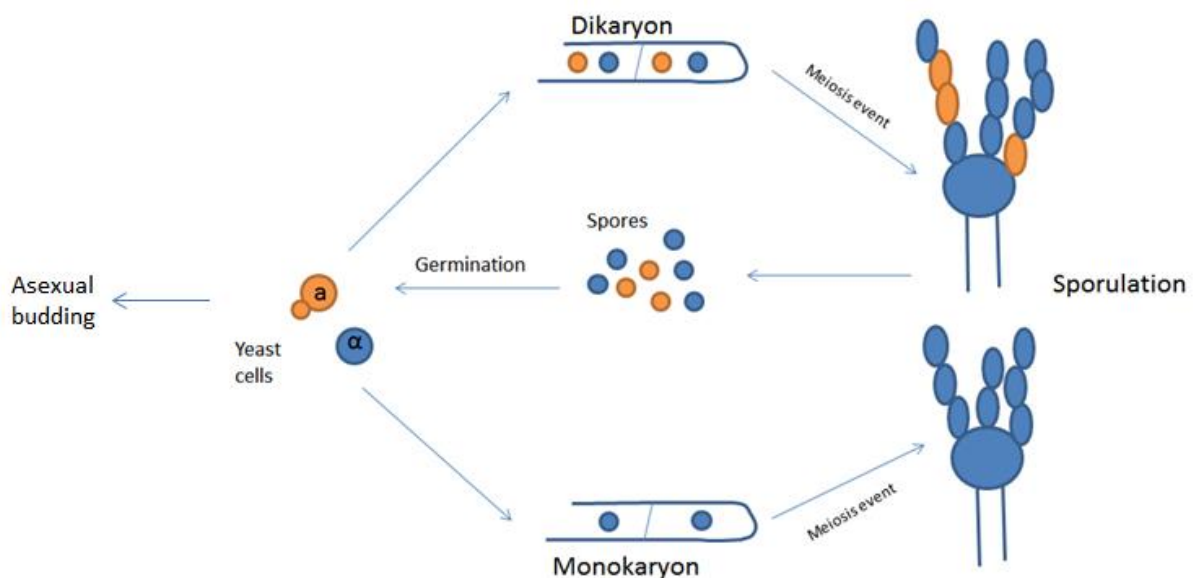 Dikaryon
Meiosis event
Spores
Germination
Asexual
budding
a
α
Yeast
cells
Sporulation
Meiosis event
Monokaryon